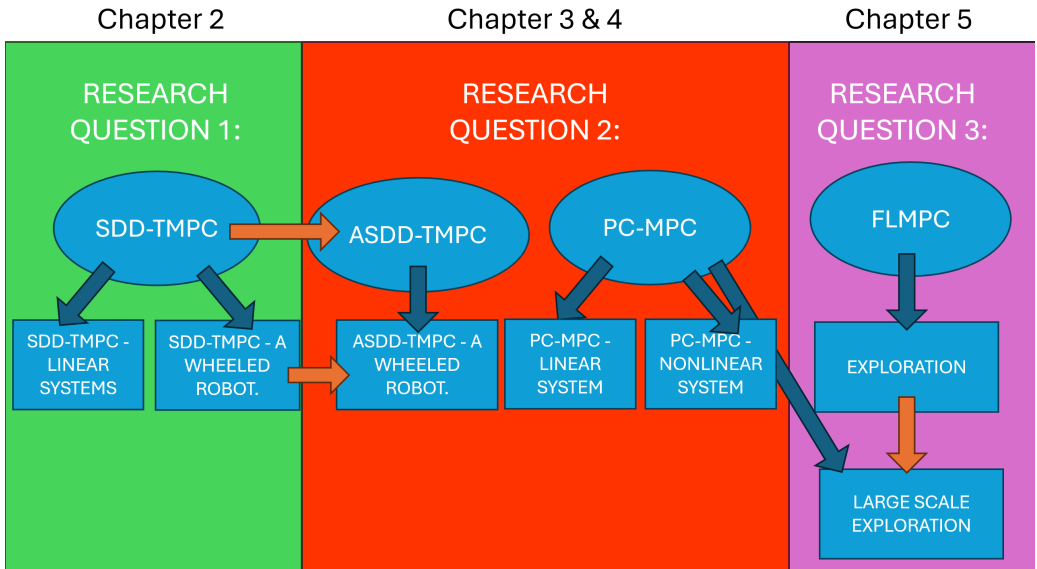 Chapter 2
Chapter 3 & 4
Chapter 5
RESEARCH
QUESTION 1:
RESEARCH
QUESTION 2:
RESEARCH
QUESTION 3:
SDD-TMPC
ASDD-TMPC
PC-MPC
FLMPC
SDD-TMPC -
LINEAR
SYSTEMS
SDD-TMPC - A
WHEELED
ROBOT.
ASDD-TMPC - A
WHEELED
ROBOT.
PC-MPC -
LINEAR
SYSTEM
PC-MPC -
NONLINEAR
SYSTEM
EXPLORATION
LARGE SCALE
EXPLORATION